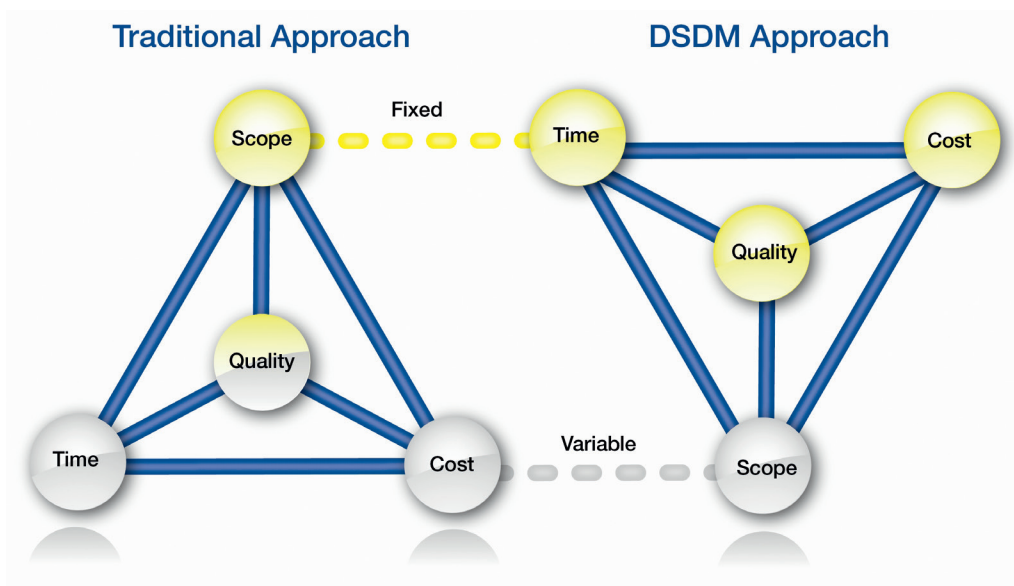 Traditional Approach
DSDM Approach
Fixed
Scope
Time
Cost
Quality
Quality
Variable
Time
Cost
Scope